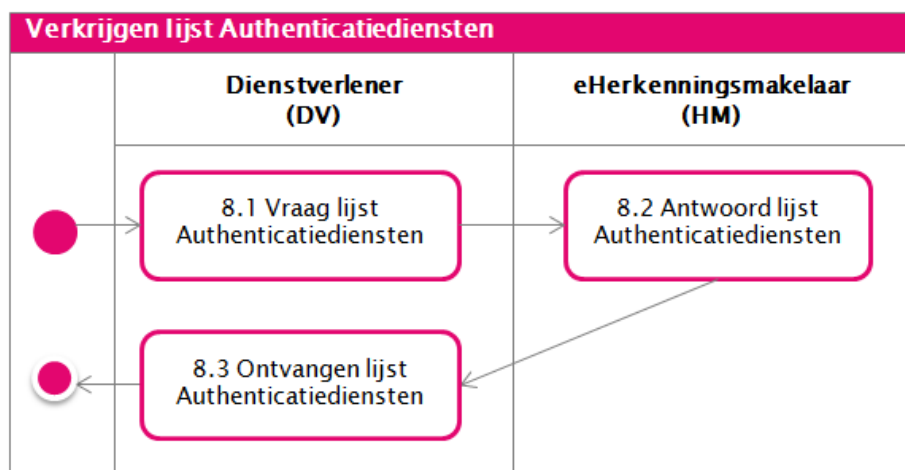 Verkrijgen lijst Authenticatiediensten
Dienstverlener
(DV)
eHerkenningsmakelaar
(HM)
8.1 Vraag lijst
Authenticatiediensten
8.2 Antwoord lijst
Authenticatiediensten
8.3 Ontvangen lijst
Authenticatiediensten